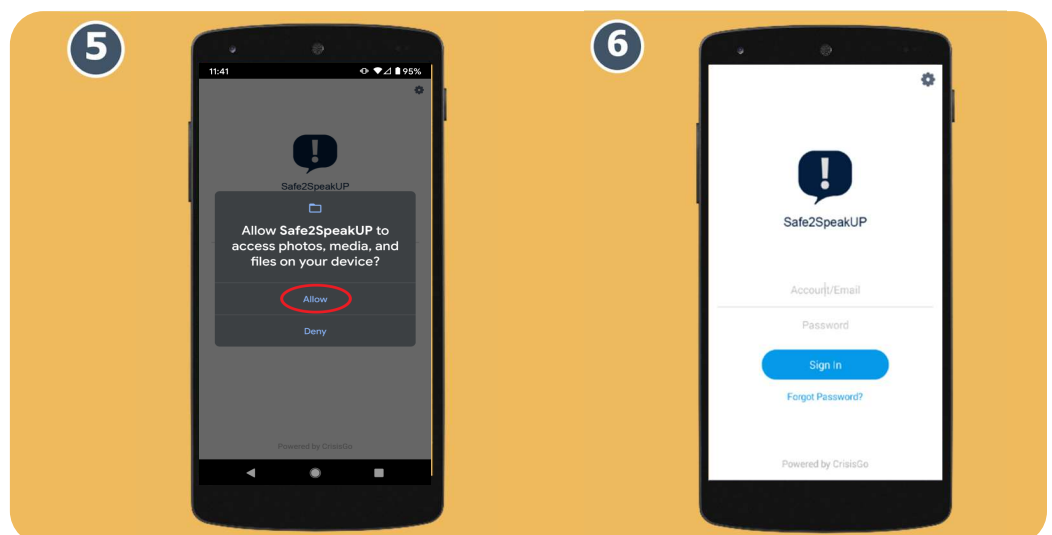 5
11:41
95%
Safe2SpeakUP
Allow Safe2SpeakUP to
access photos, media, and
files on your device?
Allow
Deny
Powered by CrisisGo
6
Safe2SpeakUP
Account/Email
Password
Sign In
Forgot Password?
Powered by CrisisGo